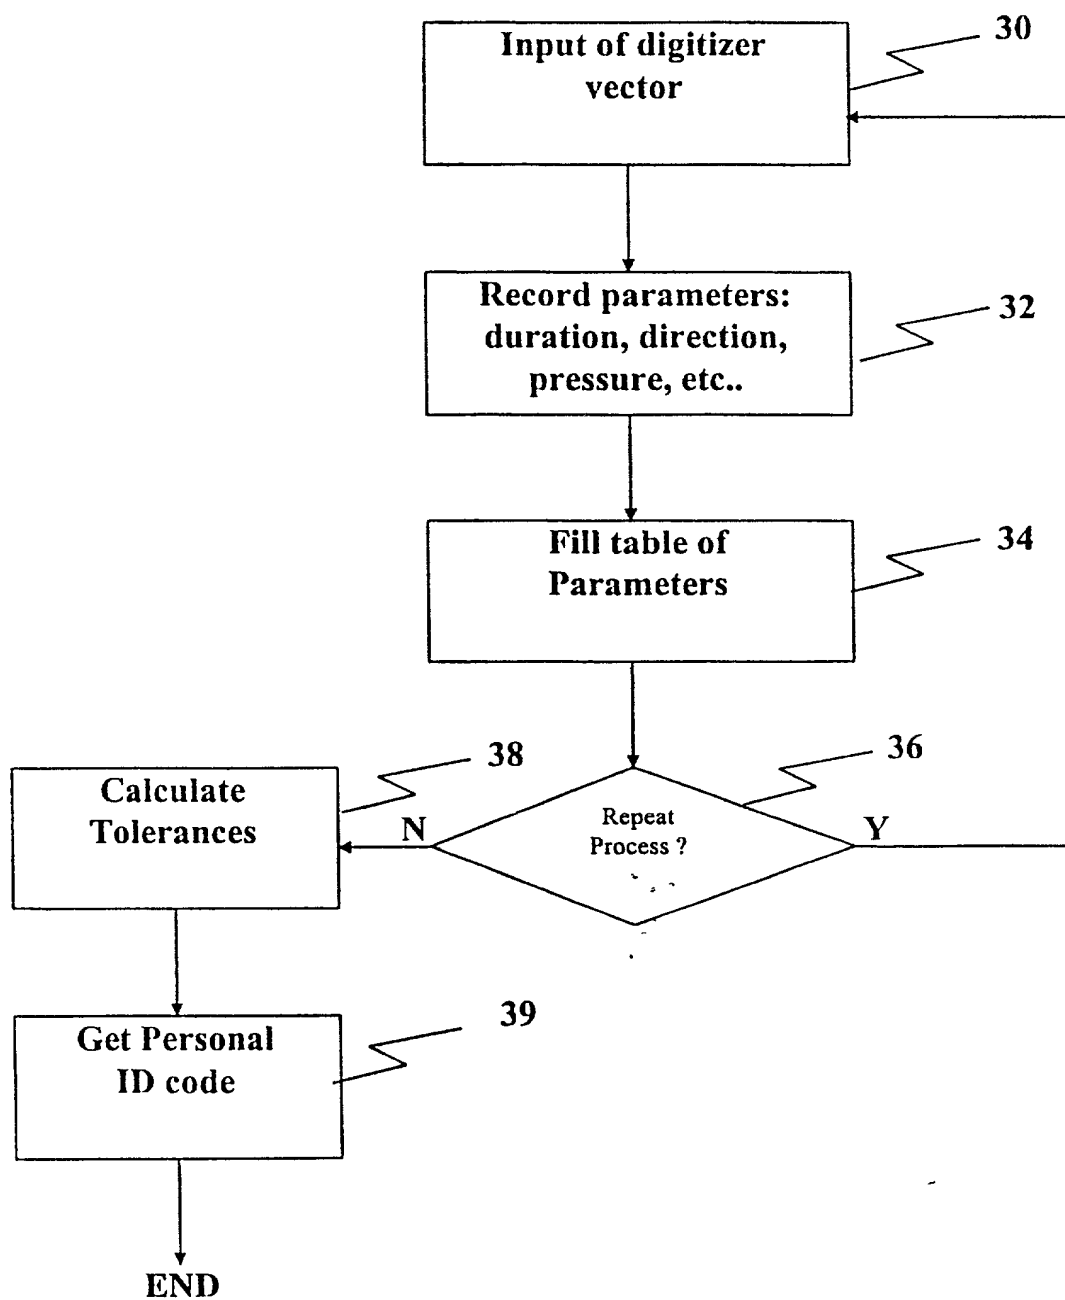 Input of digitizer
vector
30
Record parameters:
duration, direction,
pressure, etc..
32
Fill table of
Parameters
34
Repeat
Process ?
36
Y
N
Calculate
Tolerances
38
Get Personal
ID code
39
END